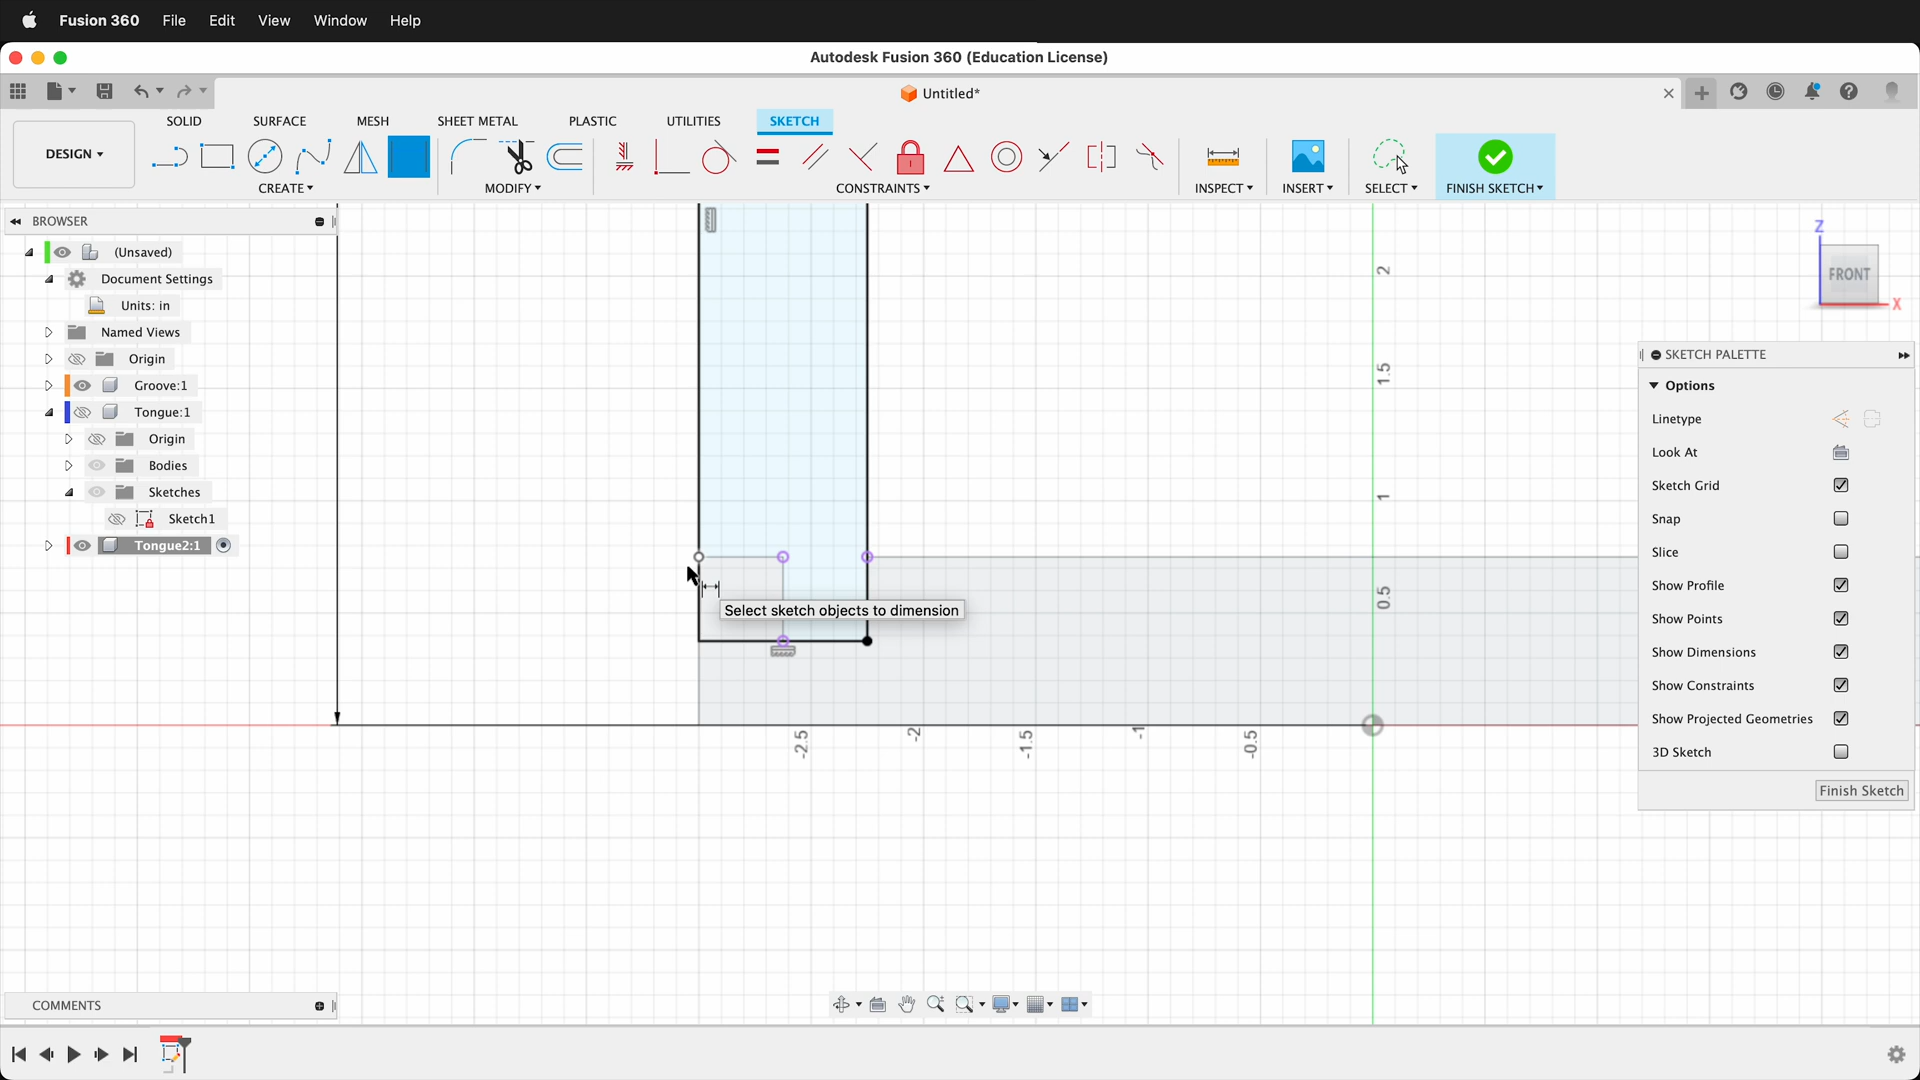 Fusion 360 File Edit View Window Help
Autodesk Fusion 360 (Education License)
Untitled*
DESIGN
SOLID SURFACE MESH SHEET METAL PLASTIC UTILITIES SKETCH
CREATE MODIFY CONSTRAINTS INSPECT INSERT SELECT FINISH SKETCH
BROWSER
(Unsaved)
Document Settings
Units: in
Named Views
Origin
Groove:1
Tongue:1
Origin
Bodies
Sketches
Sketch1
Tongue2:1
2
1.5
1
0.5
Select sketch objects to dimension
-2.5 -2 -1.5 -1 -0.5
Z
FRONT
X
SKETCH PALETTE
Options
Linetype
Look At
Sketch Grid
Snap
Slice
Show Profile
Show Points
Show Dimensions
Show Constraints
Show Projected Geometries
3D Sketch
Finish Sketch
COMMENTS